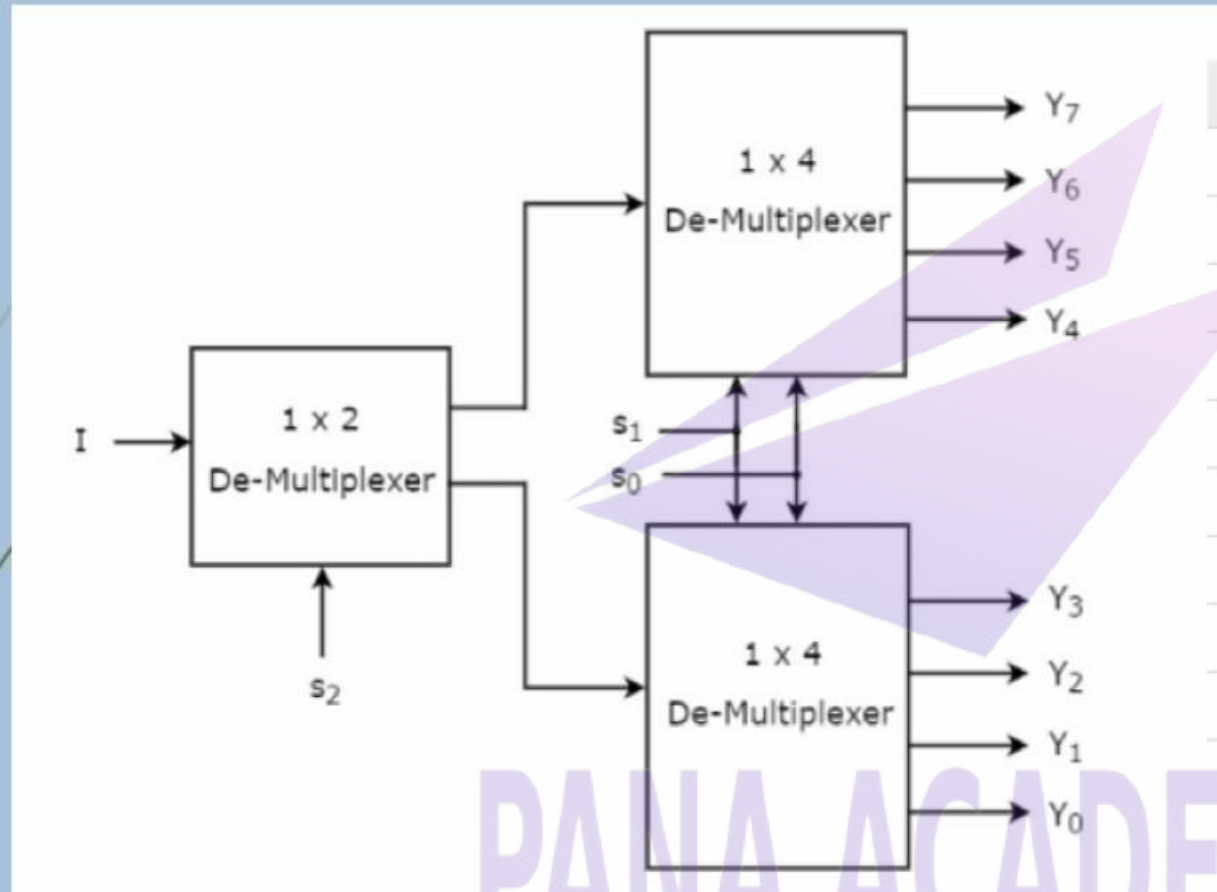 1 x 4
De-Multiplexer
Y7
Y6
Y5
Y4
I
1 x 2
De-Multiplexer
s2
s1
s0
1 x 4
De-Multiplexer
Y3
Y2
Y1
Y0
PANA ACADE